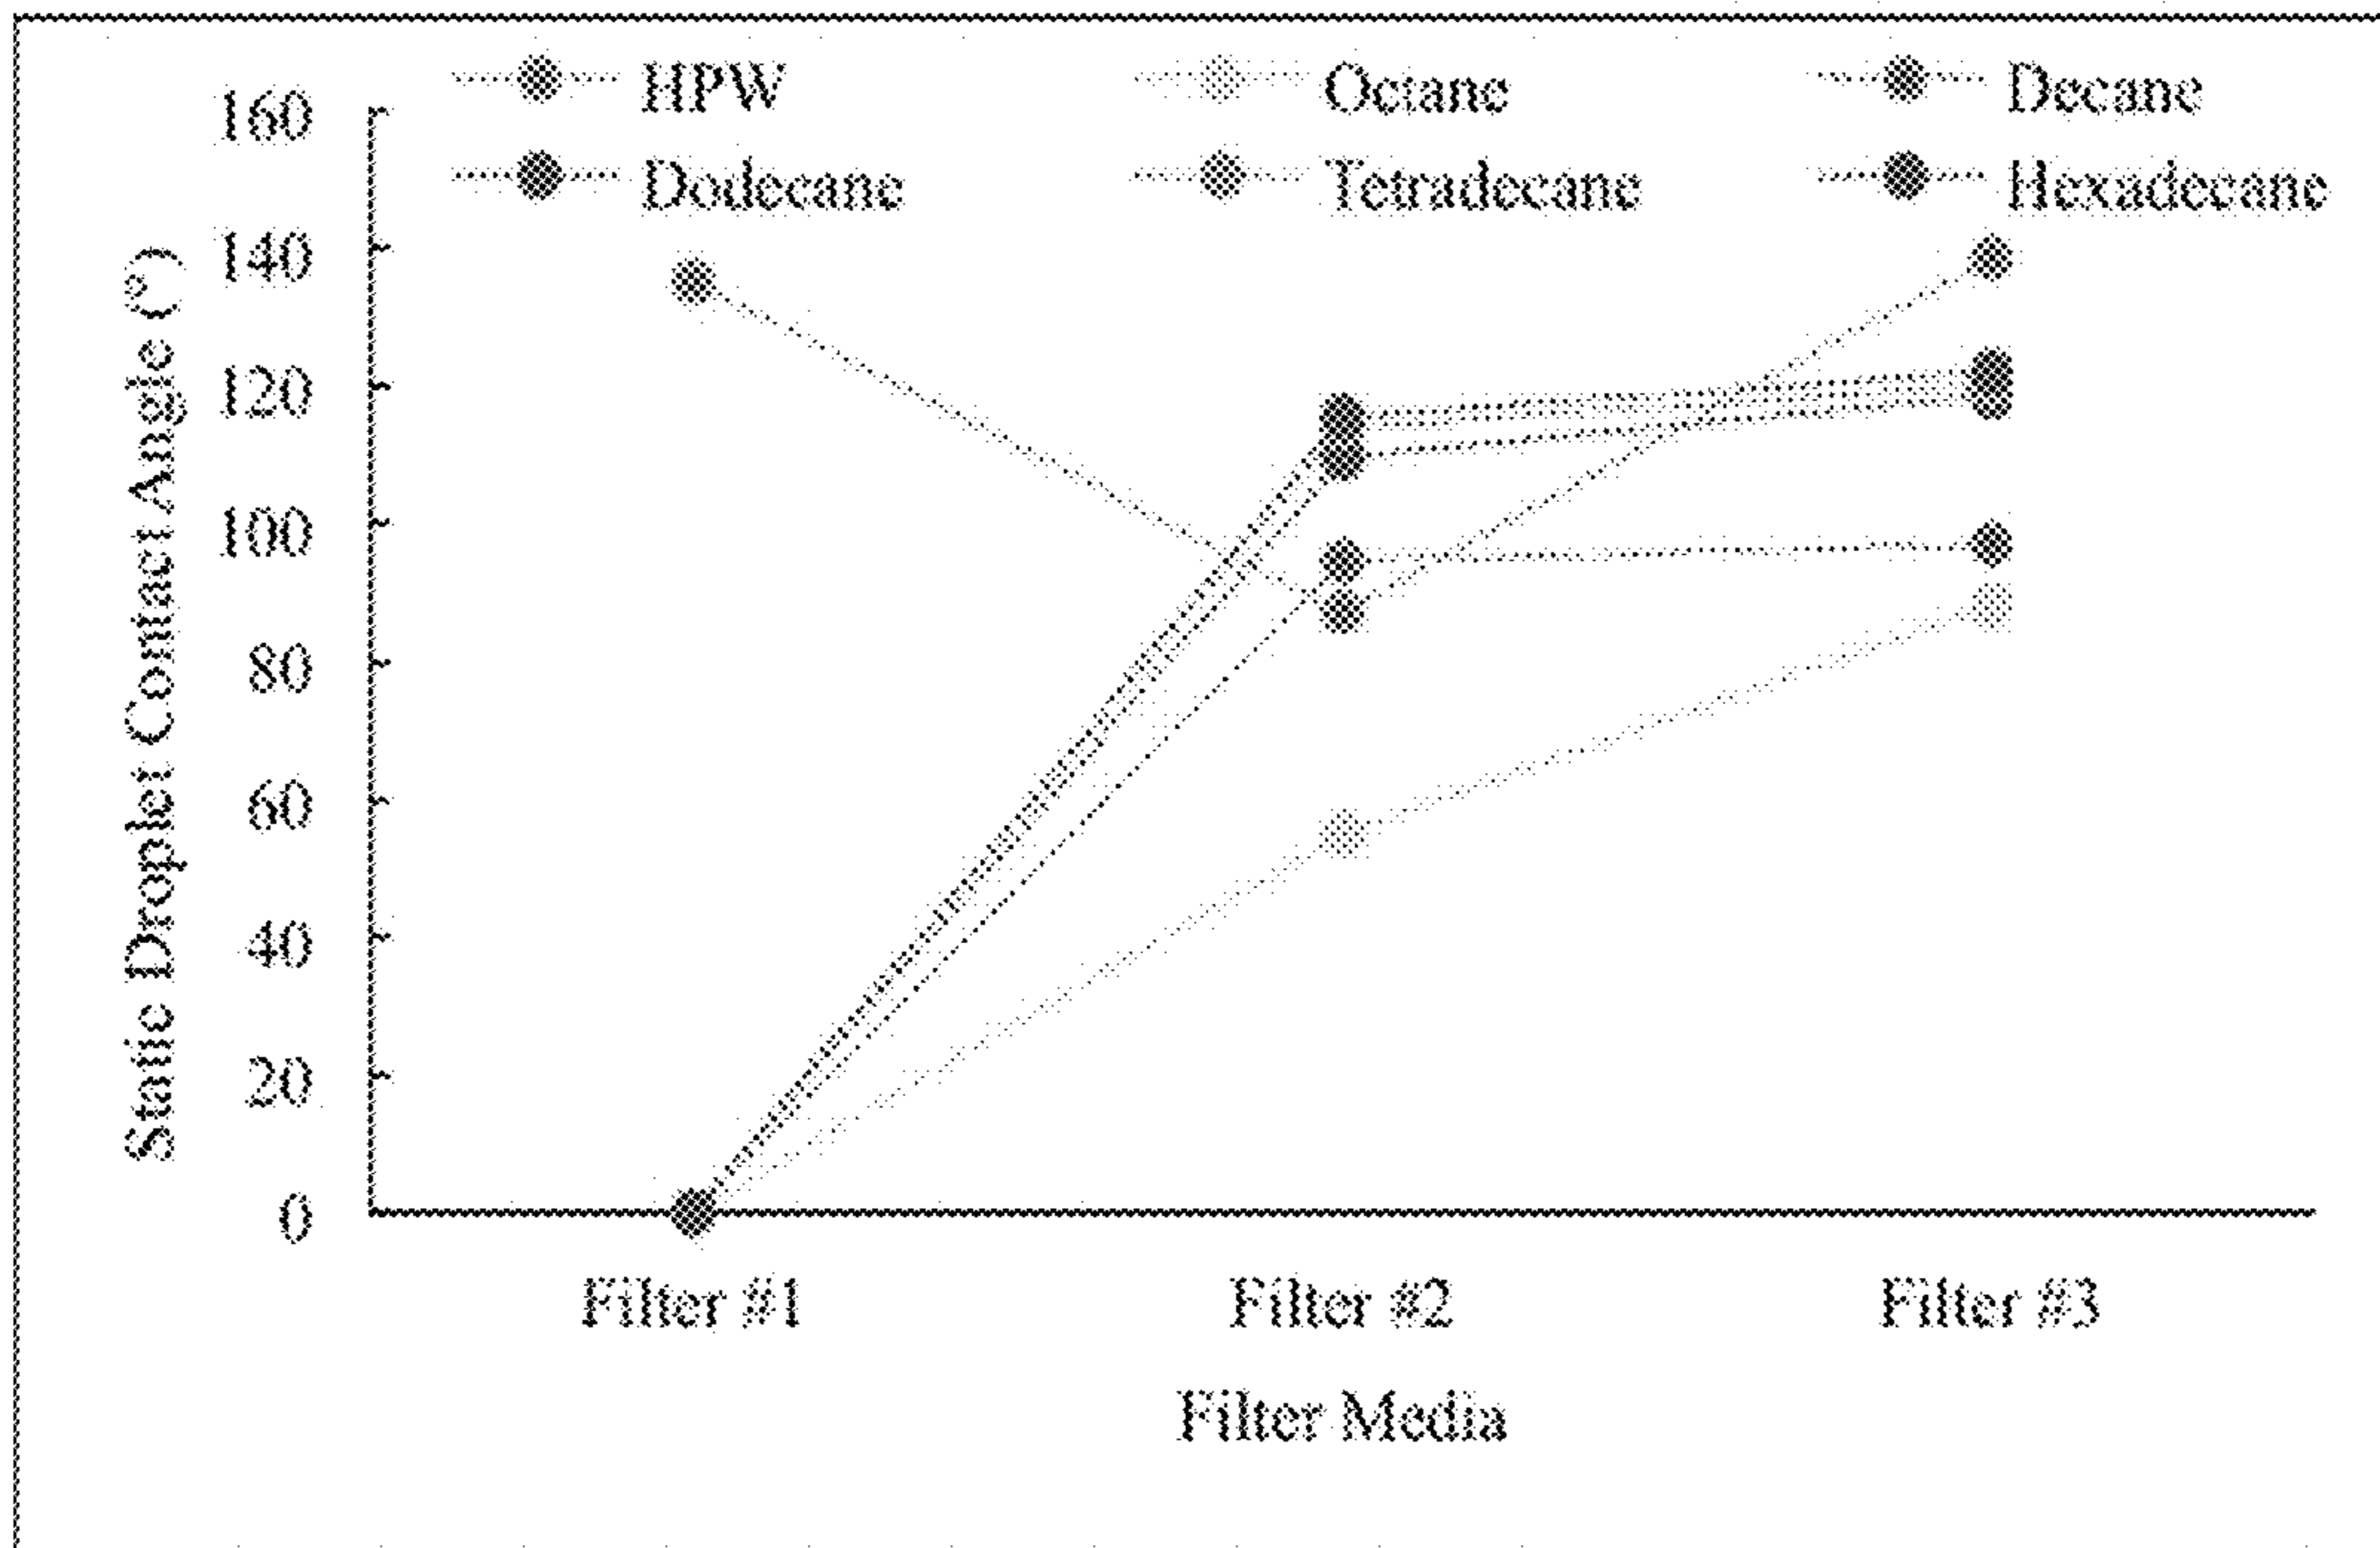 HPW Octane Decane
Dodecane Tetradecane Hexadecane
160
140
120
100
80
60
40
20
0
Static Droplet Contact Angle (°)
Filter #1 Filter #2 Filter #3
Filter Media